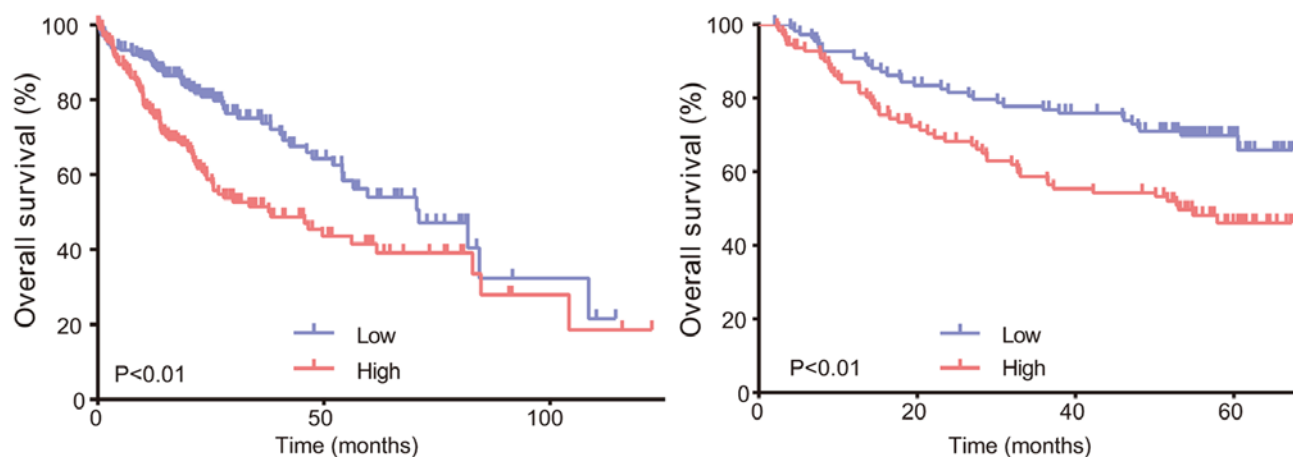 Overall survival (%)
100
80
60
40
20
0
Low
High
P<0.01
0 50 100
Time (months)
Overall survival (%)
100
80
60
40
20
0
Low
High
P<0.01
0 20 40 60
Time (months)